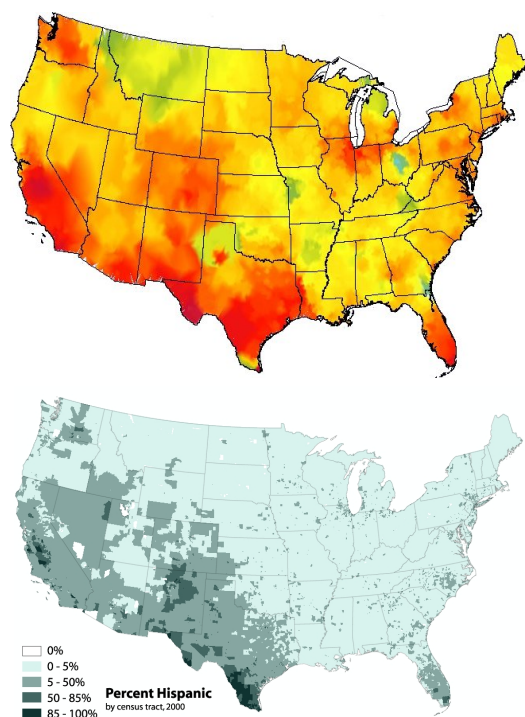 0%
0 - 5%
5 - 50%
50 - 85%
85 - 100%
Percent Hispanic
by census tract, 2000